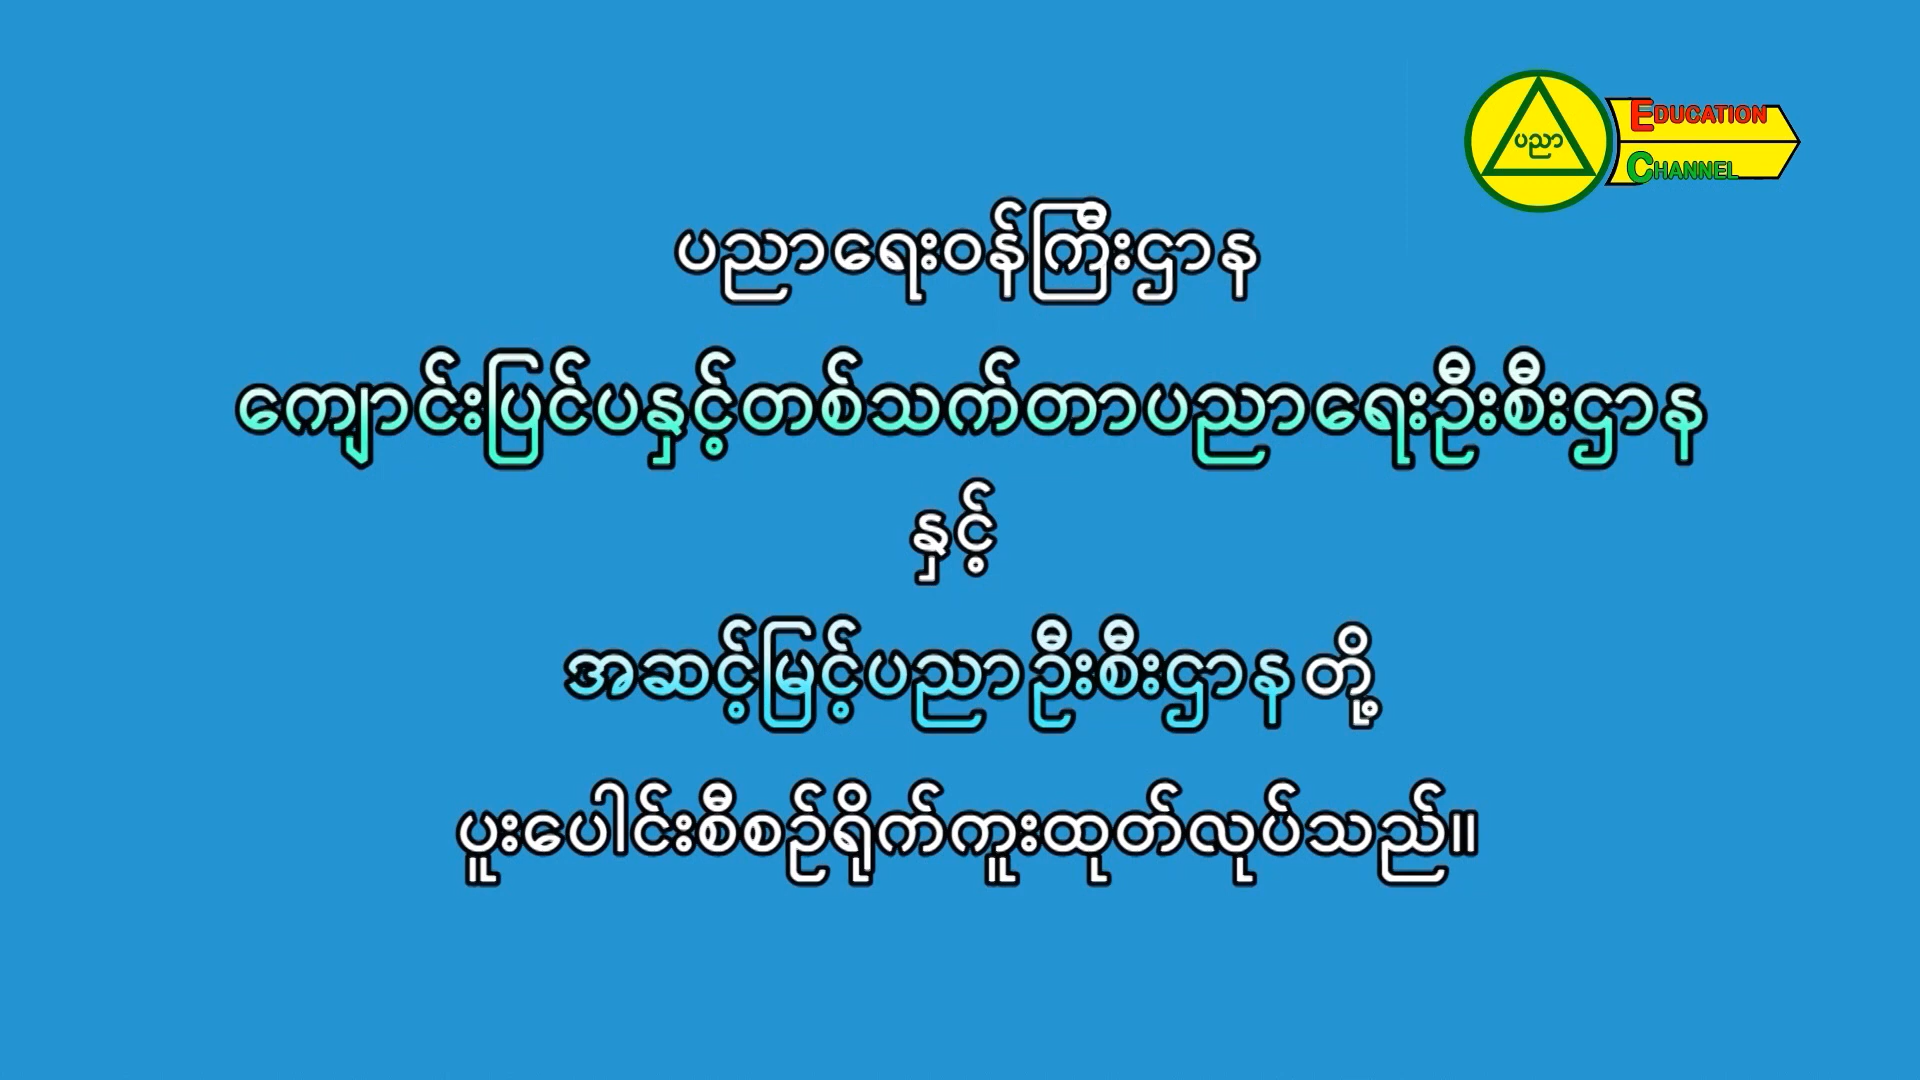 ပညာ
EDUCATION
CHANNEL
ပညာရေးဝန်ကြီးဌာန
ကျောင်းပြင်ပနှင့်တစ်သက်တာပညာရေးဦးစီးဌာန
နှင့်
အဆင့်မြင့်ပညာဦးစီးဌာနတို့
ပူးပေါင်းစီစဉ်ရိုက်ကူးထုတ်လုပ်သည်။